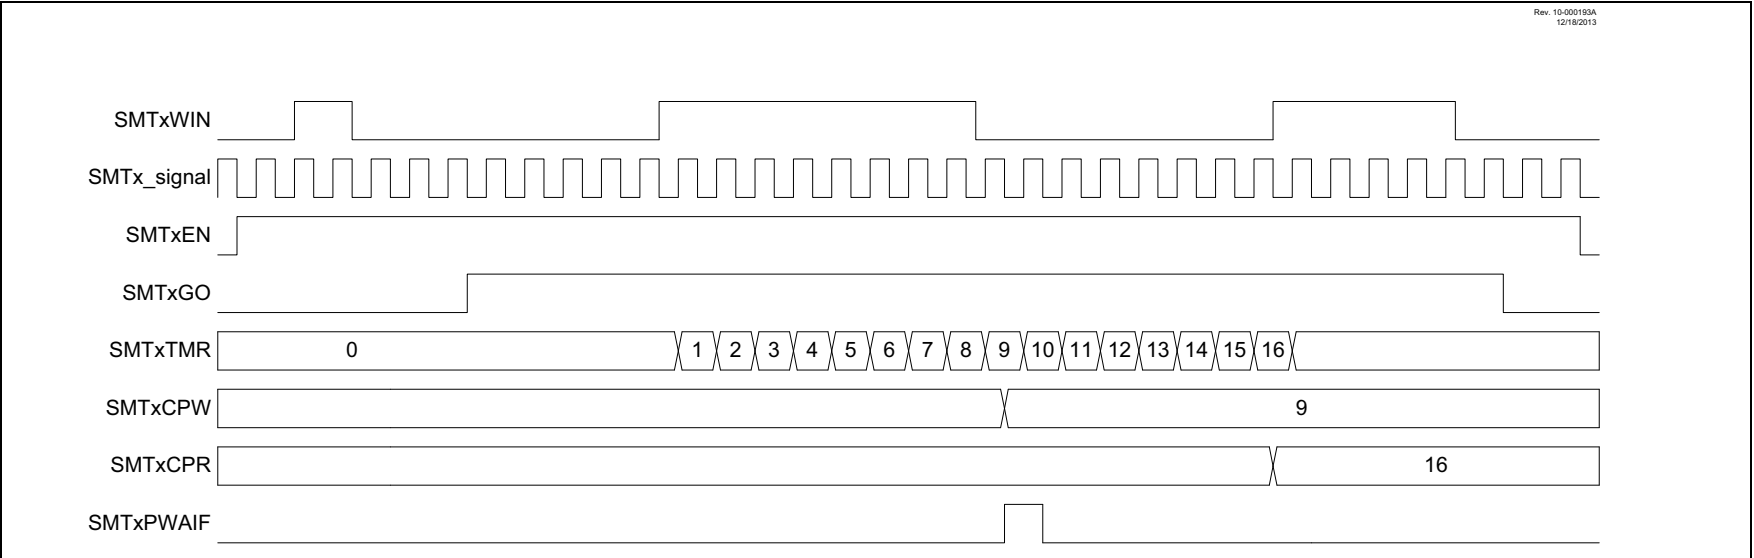 Rev. 10-000193A
12/18/2013
SMTxWIN
SMTx_signal
SMTxEN
SMTxGO
SMTxTMR 0 1 2 3 4 5 6 7 8 9 10 11 12 13 14 15 16
SMTxCPW 9
SMTxCPR 16
SMTxPWAIF